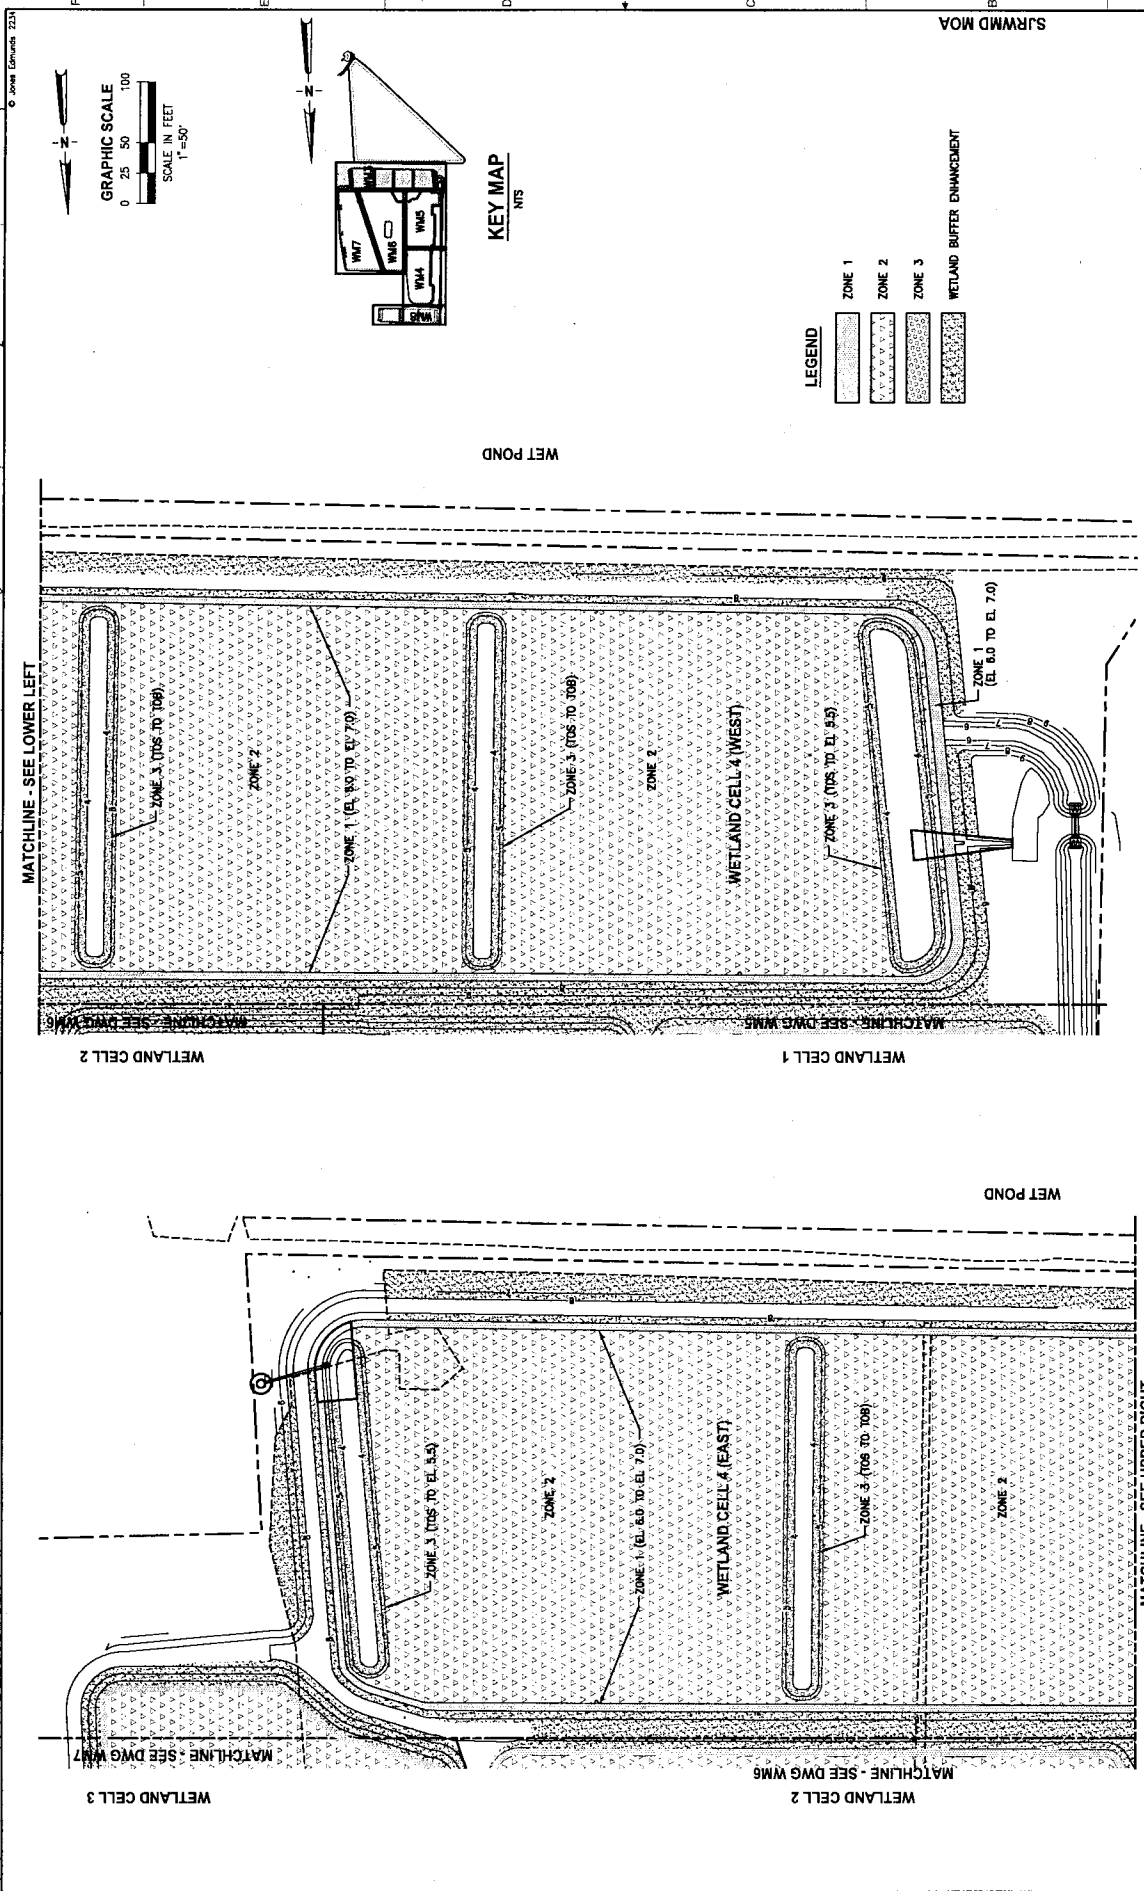 © Jones Edmunds 2234
F
E
D
C
B
N
GRAPHIC SCALE
0 25 50 100
SCALE IN FEET
1"=50'
N
KEY MAP
NTS
WM7
WM6
WM5
WM4
SJRWMD MOA
LEGEND
ZONE 1
ZONE 2
ZONE 3
WETLAND BUFFER ENHANCEMENT
WET POND
MATCHLINE - SEE LOWER LEFT
ZONE 3 (TOS TO TOB)
ZONE 2
ZONE 1 (EL 6.0 TO EL 7.0)
ZONE 3 (TOS TO TOB)
ZONE 2
WETLAND CELL 4 (WEST)
ZONE 3 (TOS TO EL 5.5)
ZONE 1
(EL 6.0 TO EL 7.0)
MATCHLINE - SEE DWG WM6
MATCHLINE - SEE DWG WM5
WETLAND CELL 2
WETLAND CELL 1
WET POND
ZONE 3 (TOS TO EL 5.5)
ZONE 2
ZONE 1 (EL 6.0 TO EL 7.0)
WETLAND CELL 4 (EAST)
ZONE 3 (TOS TO TOB)
ZONE 2
MATCHLINE - SEE DWG WM7
MATCHLINE - SEE DWG WM6
WETLAND CELL 3
WETLAND CELL 2